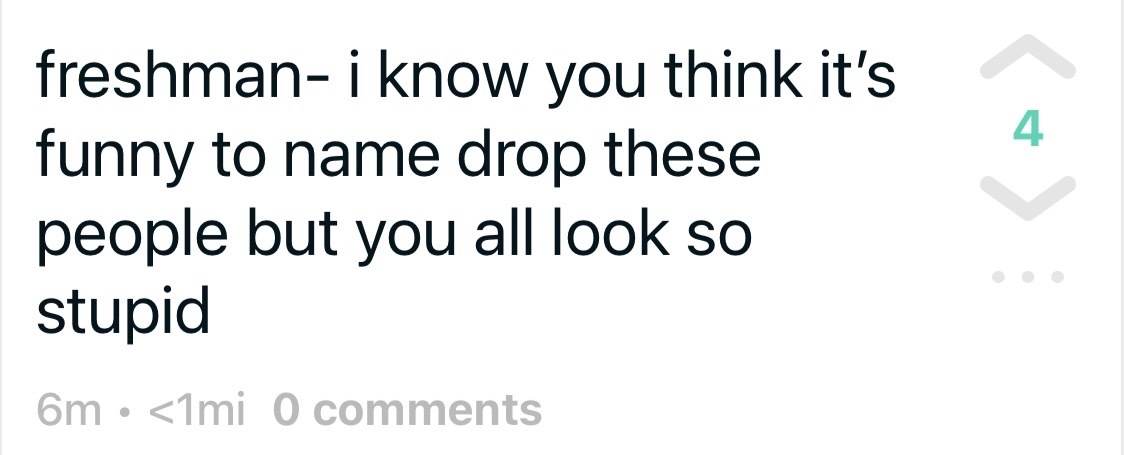 freshman- i know you think it’s
funny to name drop these
people but you all look so
stupid
4
6m • <1mi 0 comments